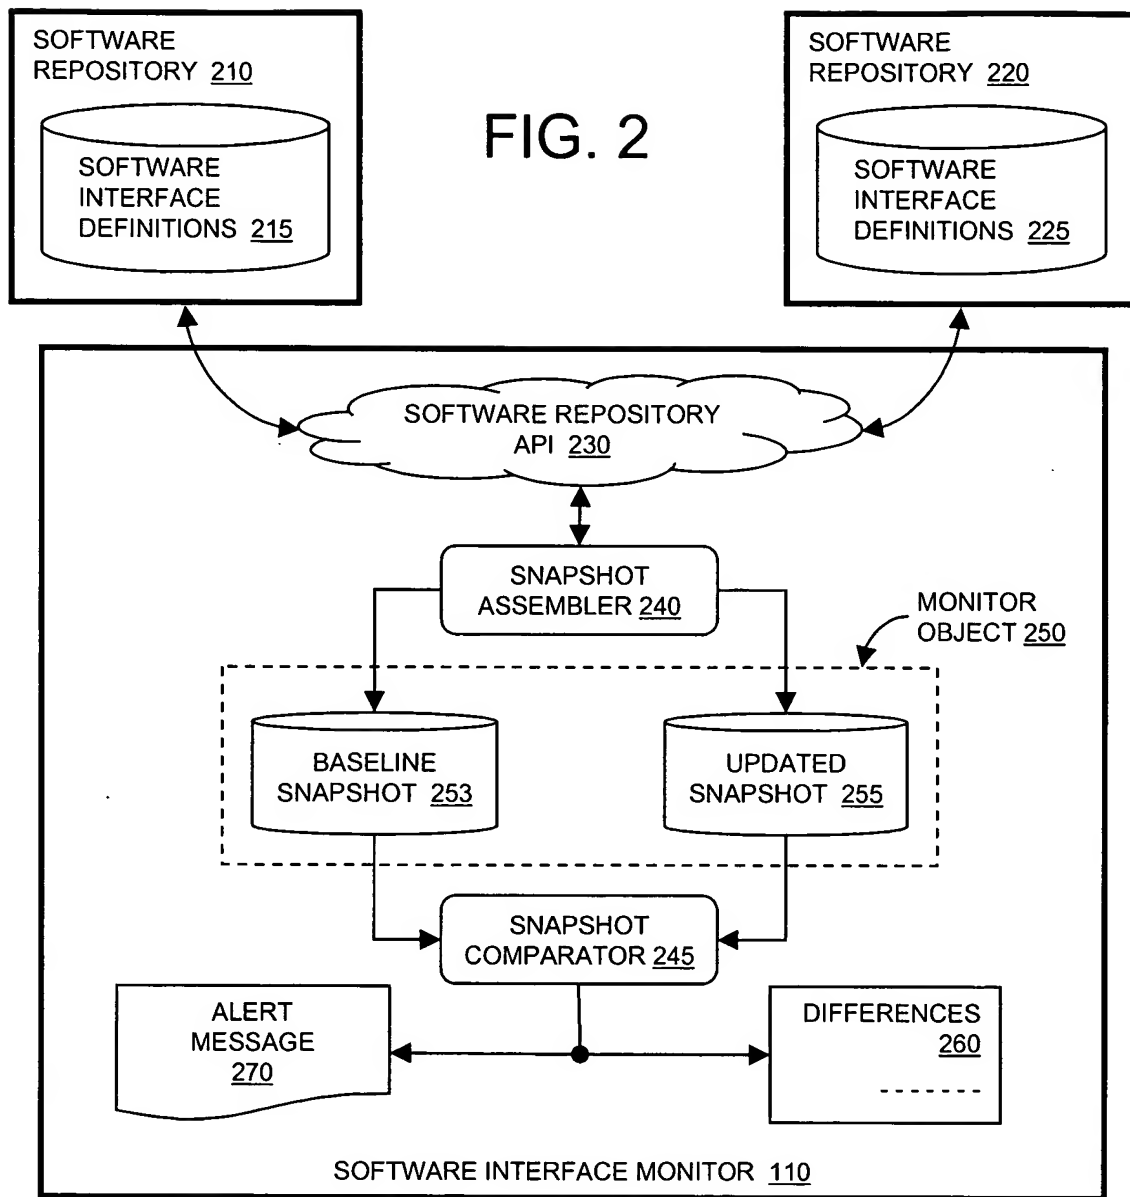 SOFTWARE
REPOSITORY 210
SOFTWARE
INTERFACE
DEFINITIONS 215
FIG. 2
SOFTWARE
REPOSITORY 220
SOFTWARE
INTERFACE
DEFINITIONS 225
SOFTWARE REPOSITORY
API 230
SNAPSHOT
ASSEMBLER 240
MONITOR
OBJECT 250
BASELINE
SNAPSHOT 253
UPDATED
SNAPSHOT 255
SNAPSHOT
COMPARATOR 245
ALERT
MESSAGE
270
DIFFERENCES
260
SOFTWARE INTERFACE MONITOR 110